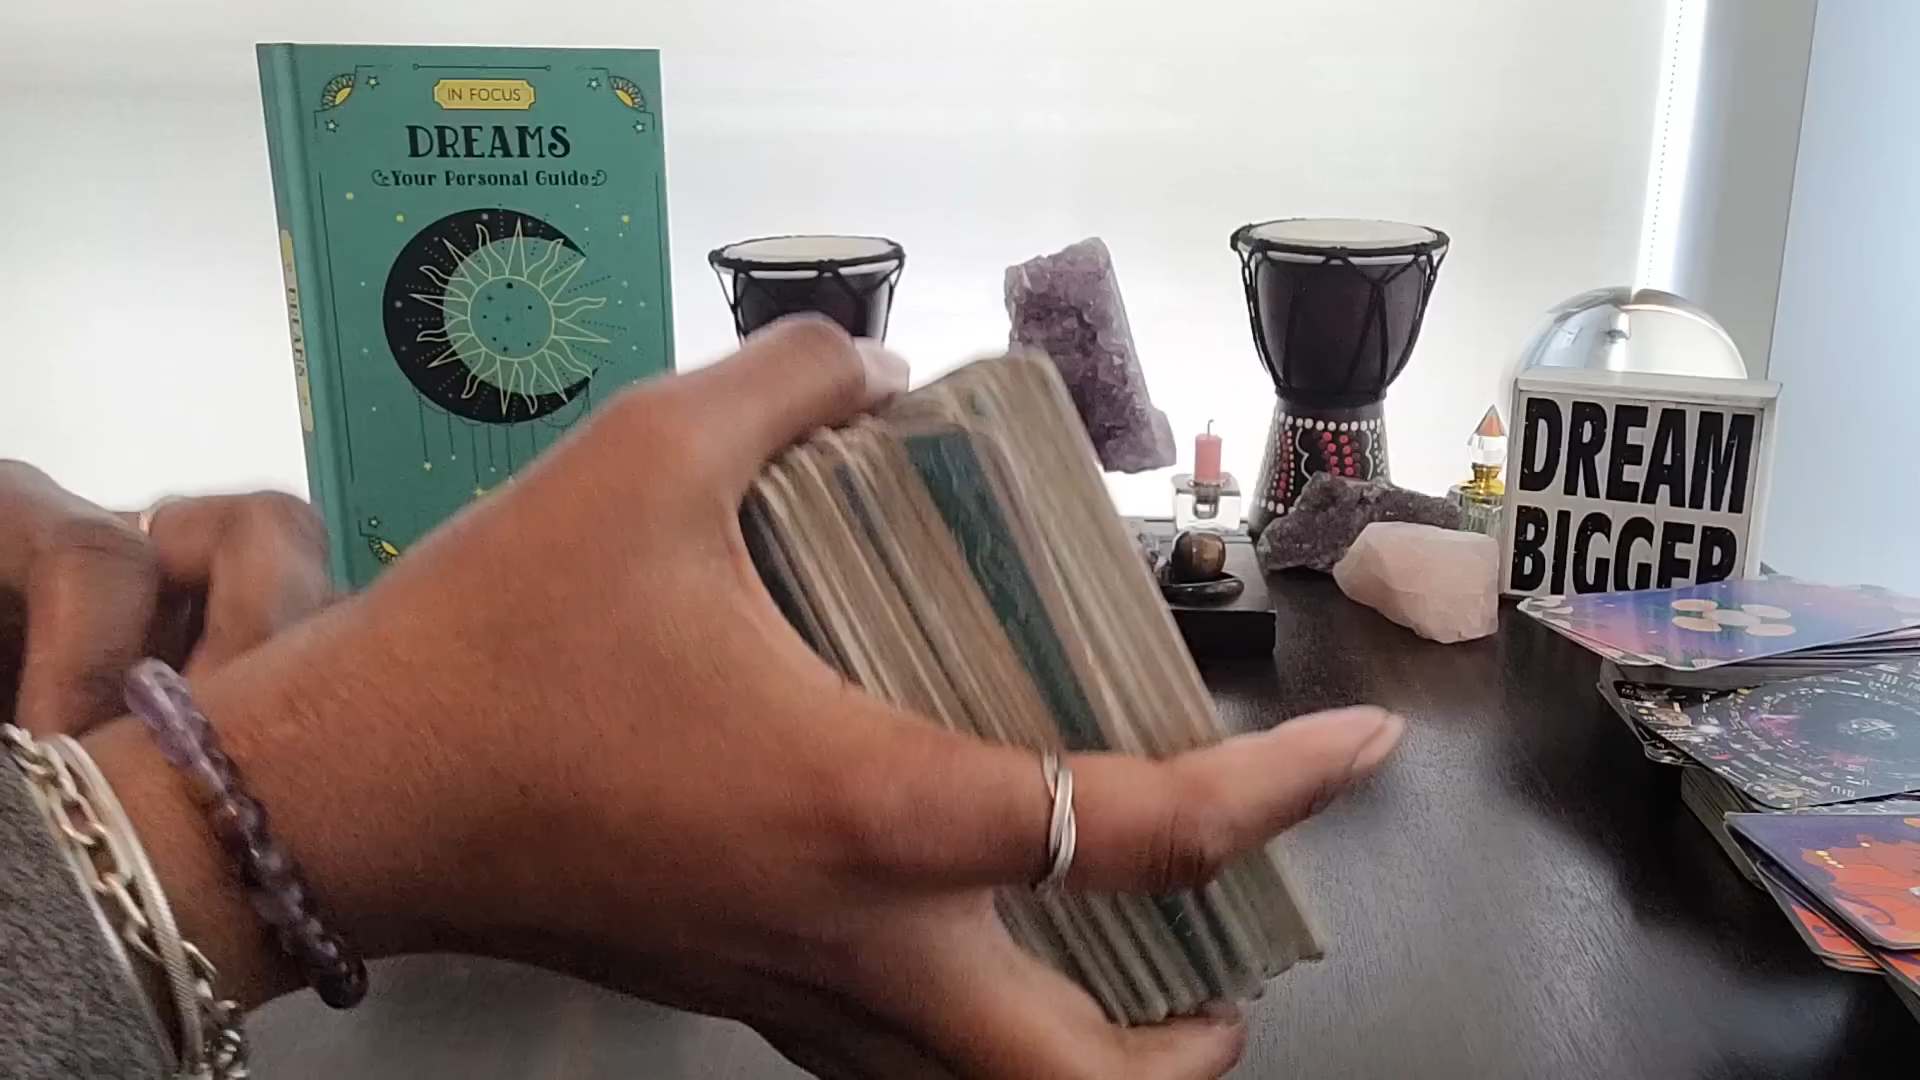 IN FOCUS
DREAMS
Your Personal Guide
DREAMS
DREAM
BIGGER